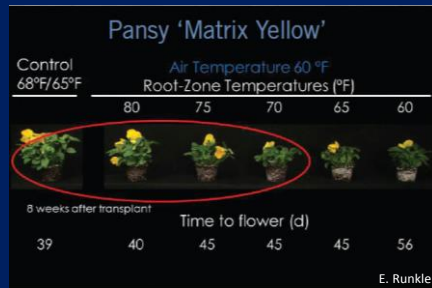 Pansy ‘Matrix Yellow’
Control
68°F/65°F
Air Temperature 60 °F
Root-Zone Temperatures (°F)
80 75 70 65 60
8 weeks after transplant
Time to flower (d)
39 40 45 45 45 56
E. Runkle